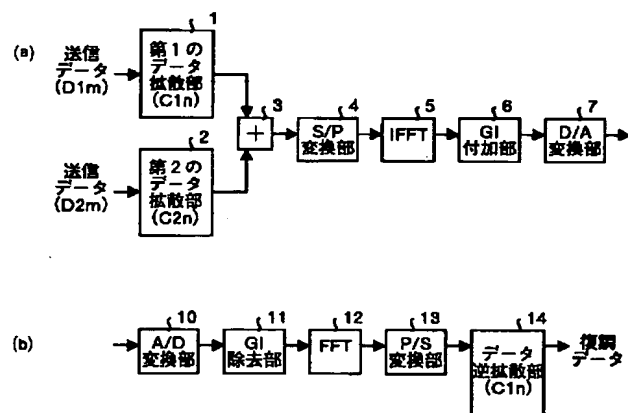 (a)
送信
データ
(D1m)
1
第1の
データ
拡散部
(C1n)
送信
データ
(D2m)
2
第2の
データ
拡散部
(C2n)
3
+
4
S/P
変換部
5
IFFT
6
GI
付加部
7
D/A
変換部
(b)
10
A/D
変換部
11
GI
除去部
12
FFT
13
P/S
変換部
14
データ
逆拡散部
(C1n)
復調
データ